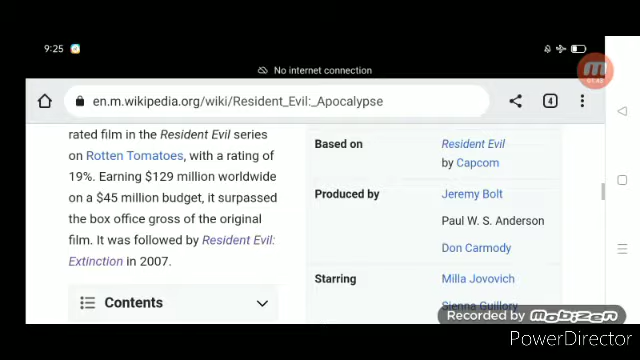 9:25
No internet connection
en.m.wikipedia.org/wiki/Resident_Evil:_Apocalypse
4
rated film in the Resident Evil series
on Rotten Tomatoes, with a rating of
19%. Earning $129 million worldwide
on a $45 million budget, it surpassed
the box office gross of the original
film. It was followed by Resident Evil:
Extinction in 2007.
Contents
Based on Resident Evil
by Capcom
Produced by Jeremy Bolt
Paul W. S. Anderson
Don Carmody
Starring Milla Jovovich
Sienna Guillory
Recorded by Mobizen
PowerDirector